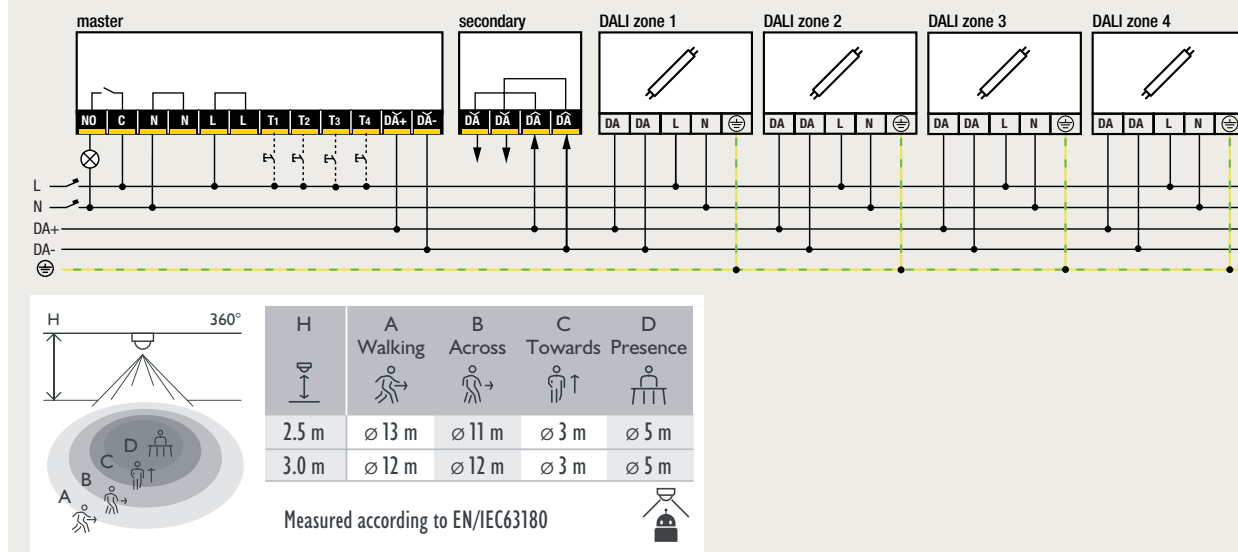 master secondary DALI zone 1 DALI zone 2 DALI zone 3 DALI zone 4
NO C N N L L T1 T2 T3 T4 DA+ DA- DA DA DA DA DA DA L N DA DA L N DA DA L N DA DA L N
L
N
DA+
DA-
H 360°
D
C
B
A
H A B C D
Walking Across Towards Presence
2.5 m ⌀ 13 m ⌀ 11 m ⌀ 3 m ⌀ 5 m
3.0 m ⌀ 12 m ⌀ 12 m ⌀ 3 m ⌀ 5 m
Measured according to EN/IEC63180